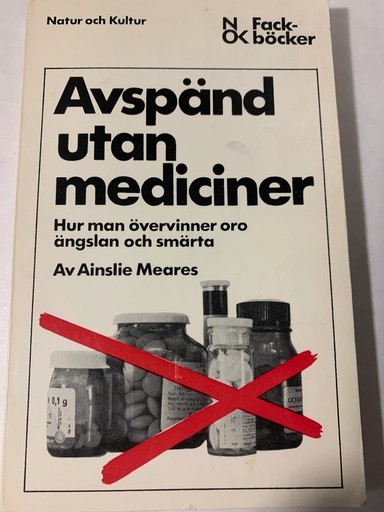 Natur och Kultur
NOK Fack-
böcker
Avspänd
utan
mediciner
Hur man övervinner oro
ängslan och smärta
Av Ainslie Meares
0,1 g